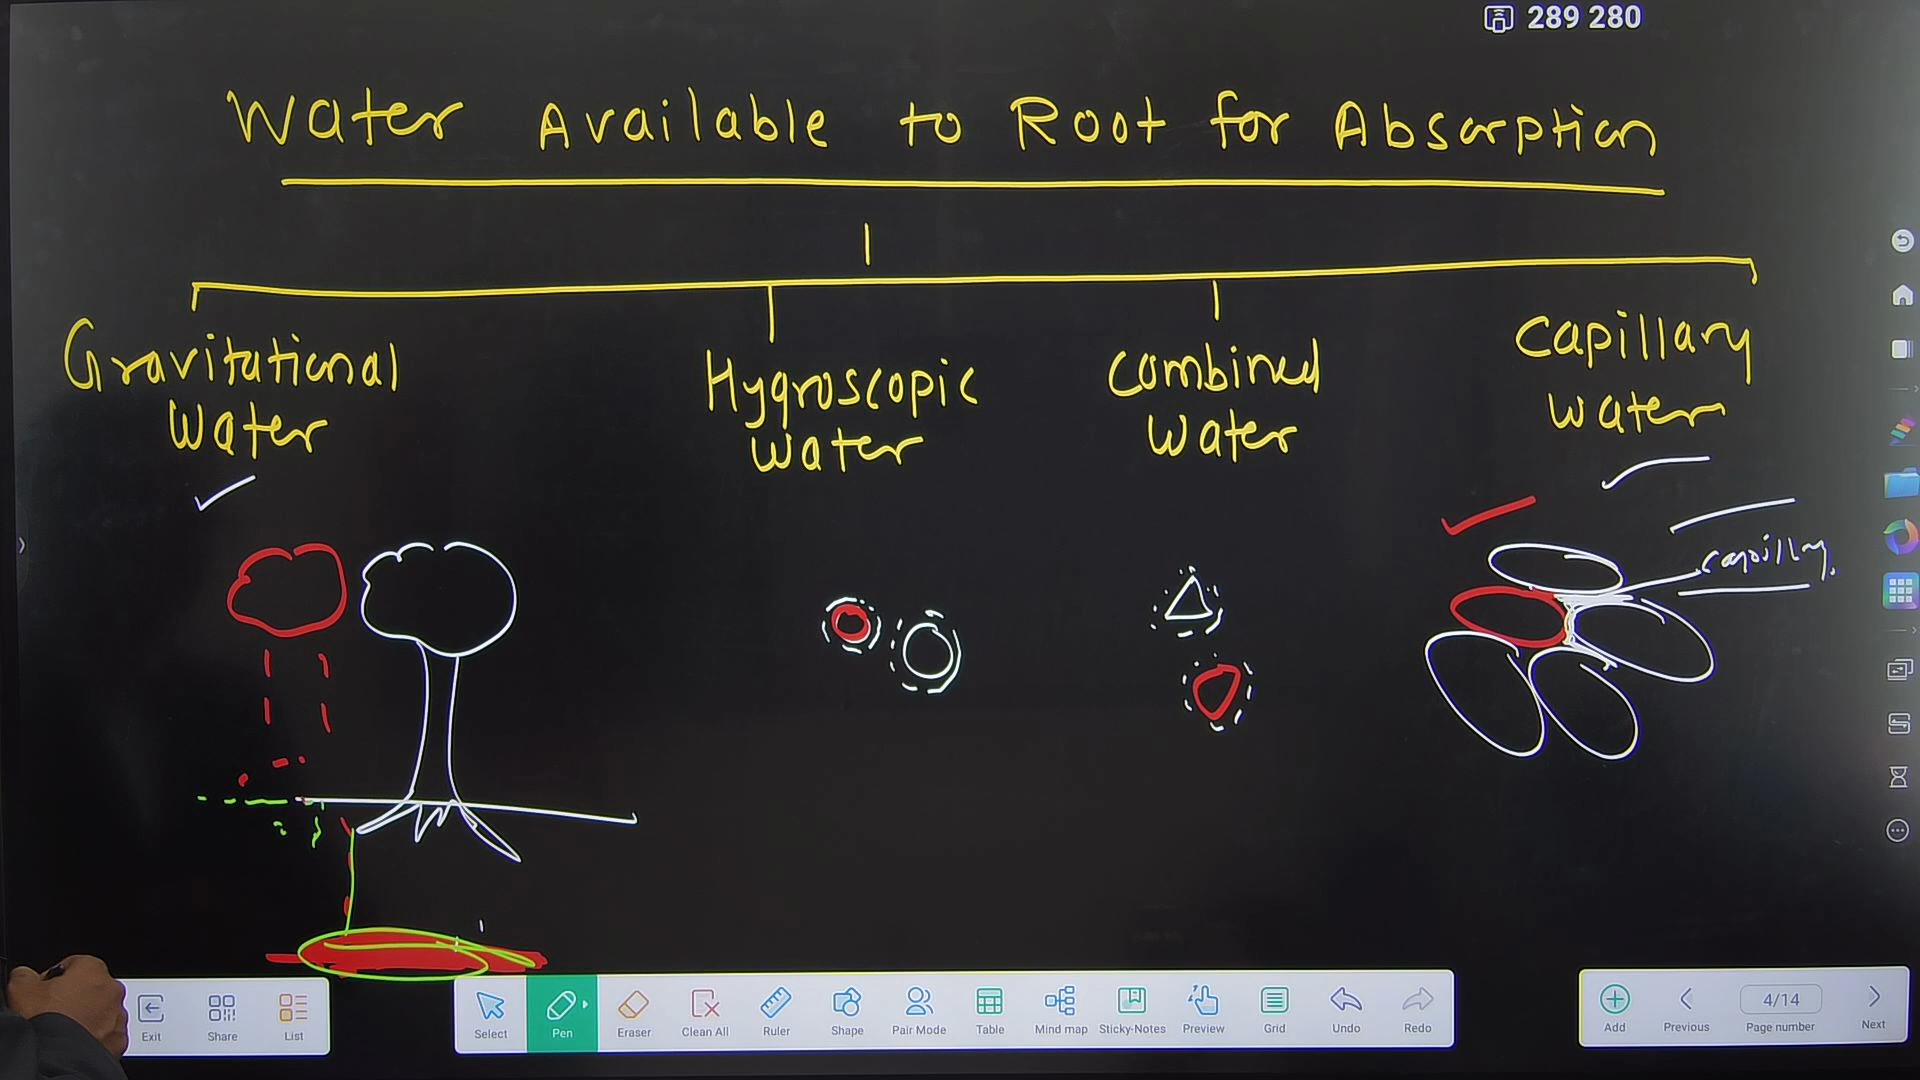 289 280
Water Available to Root for Absorption
Gravitational
Water
Hygroscopic
Water
Combined
Water
Capillary
Water
capillry.
Exit
Share
List
Select
Pen
Eraser
Clean All
Ruler
Shape
Pair Mode
Table
Mind map
Sticky-Notes
Preview
Grid
Undo
Redo
Add
Previous
4/14
Page number
Next